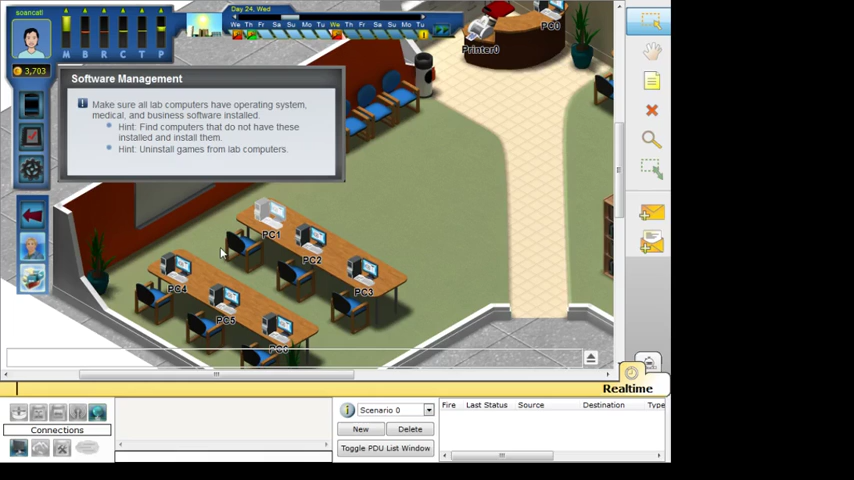 soancatl
M B R C T P
3,703
Day 24, Wed
We Th Fr Sa Su Mo Tu We Th Fr Sa Su Mo Tu
Software Management
Make sure all lab computers have operating system,
medical, and business software installed.
Hint: Find computers that do not have these
installed and install them.
Hint: Uninstall games from lab computers.
Printer0
PC0
PC1
PC2
PC3
PC4
PC5
PC6
Realtime
Connections
Scenario 0
New Delete
Toggle PDU List Window
Fire Last Status Source Destination Type